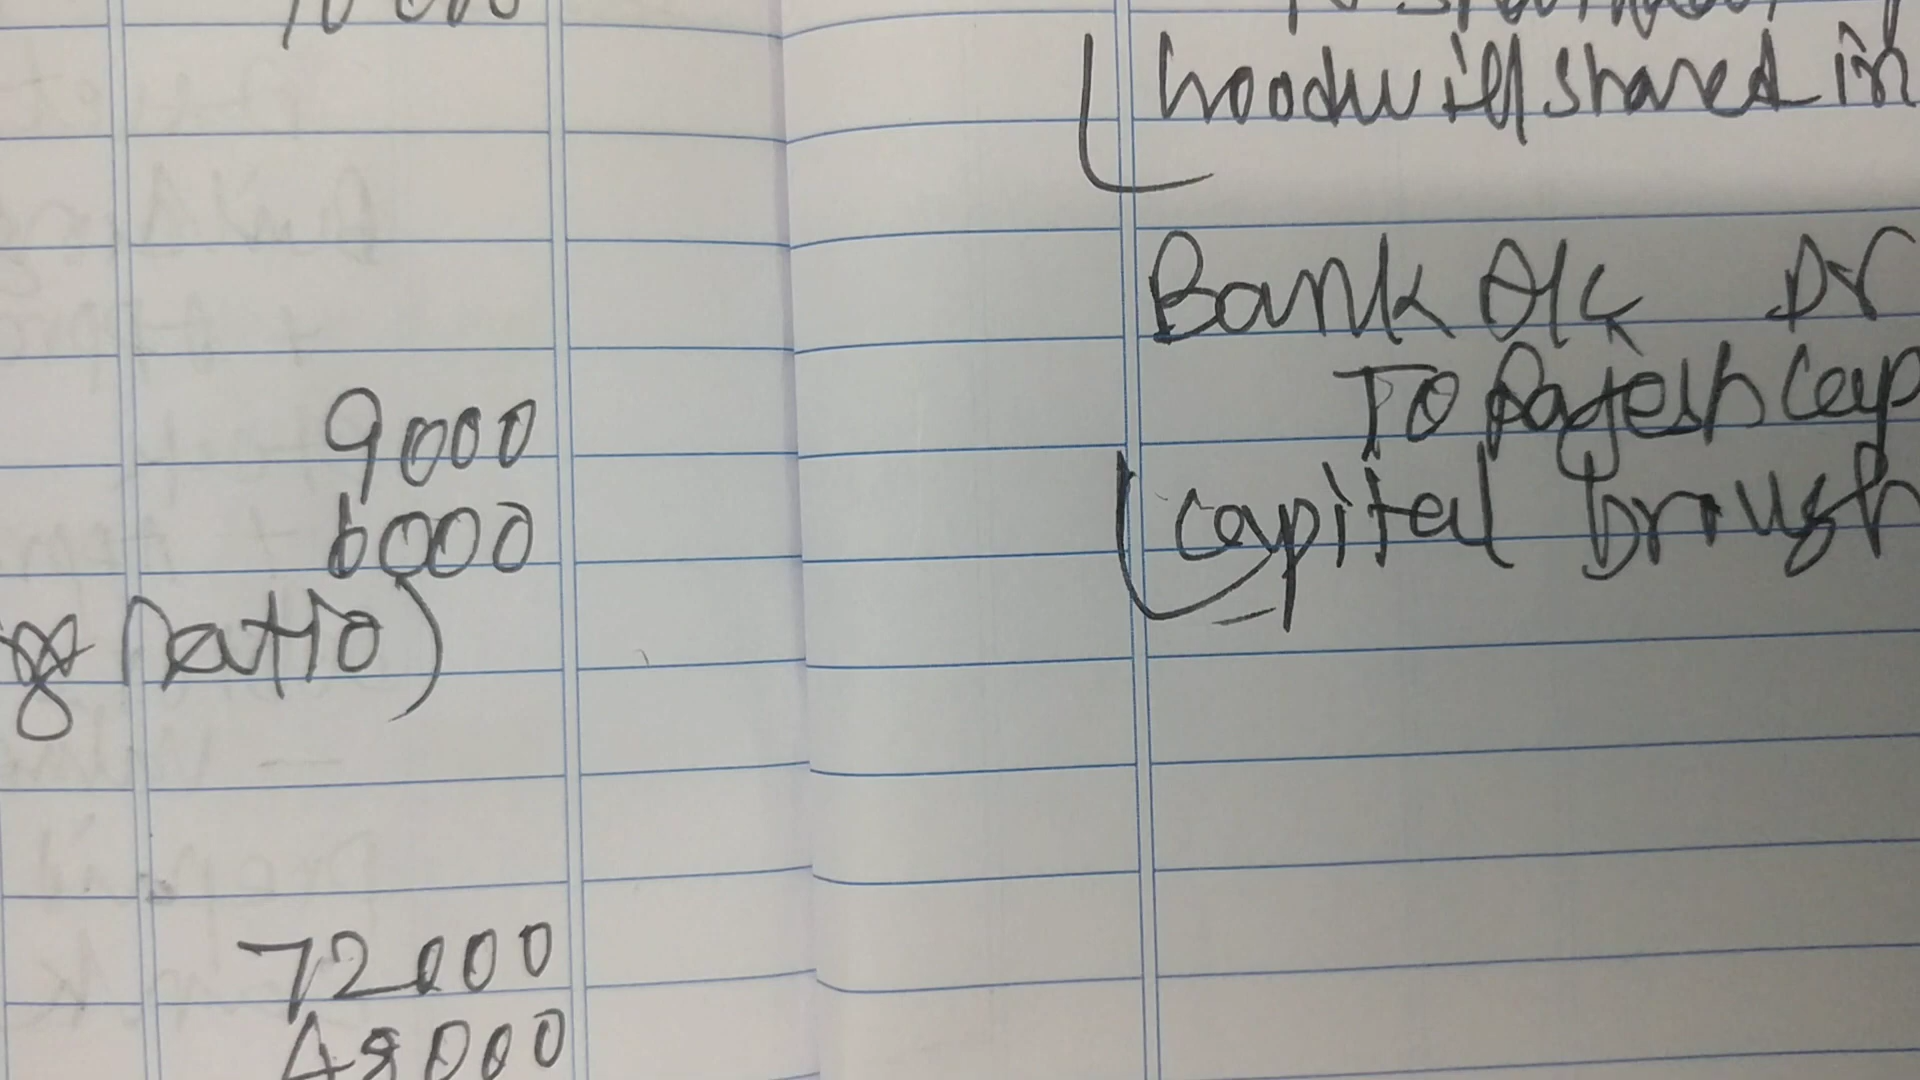 9000
6000
ratio)
72000
48000
Goodwill shared in
Bank A/c Dr
To Rajesh Cap
(capital brough